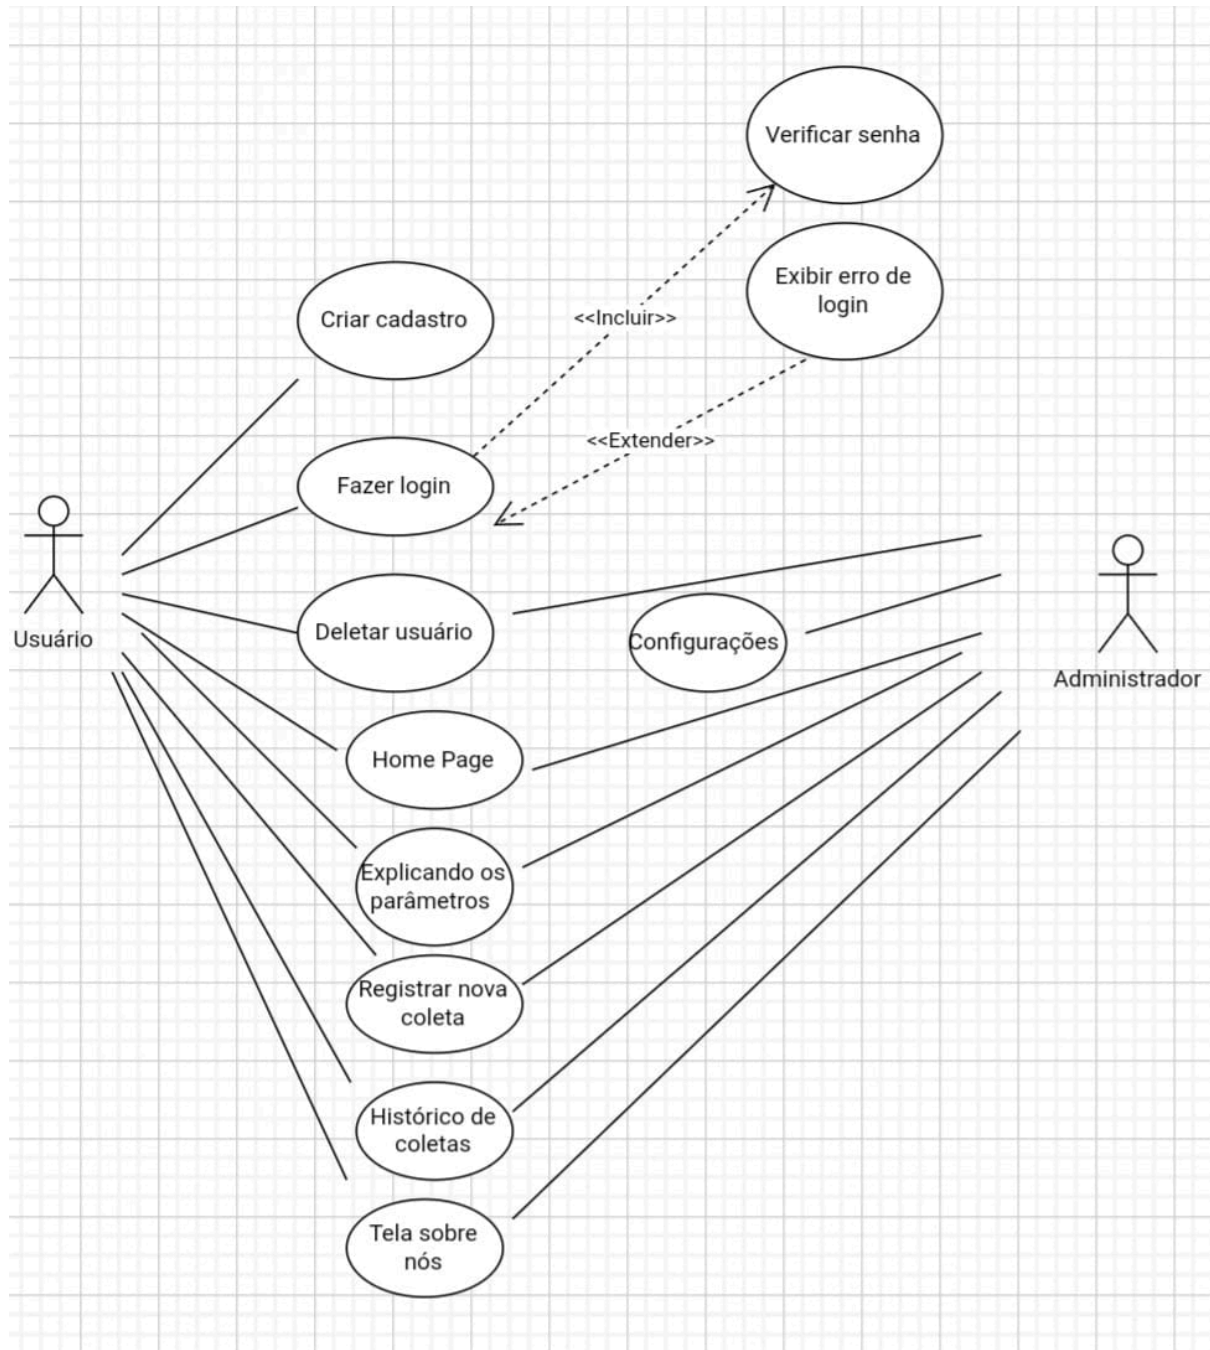 Verificar senha
Exibir erro de
login
<<Incluir>>
Criar cadastro
<<Extender>>
Fazer login
Deletar usuário
Configurações
Usuário
Administrador
Home Page
Explicando os
parâmetros
Registrar nova
coleta
Histórico de
coletas
Tela sobre
nós